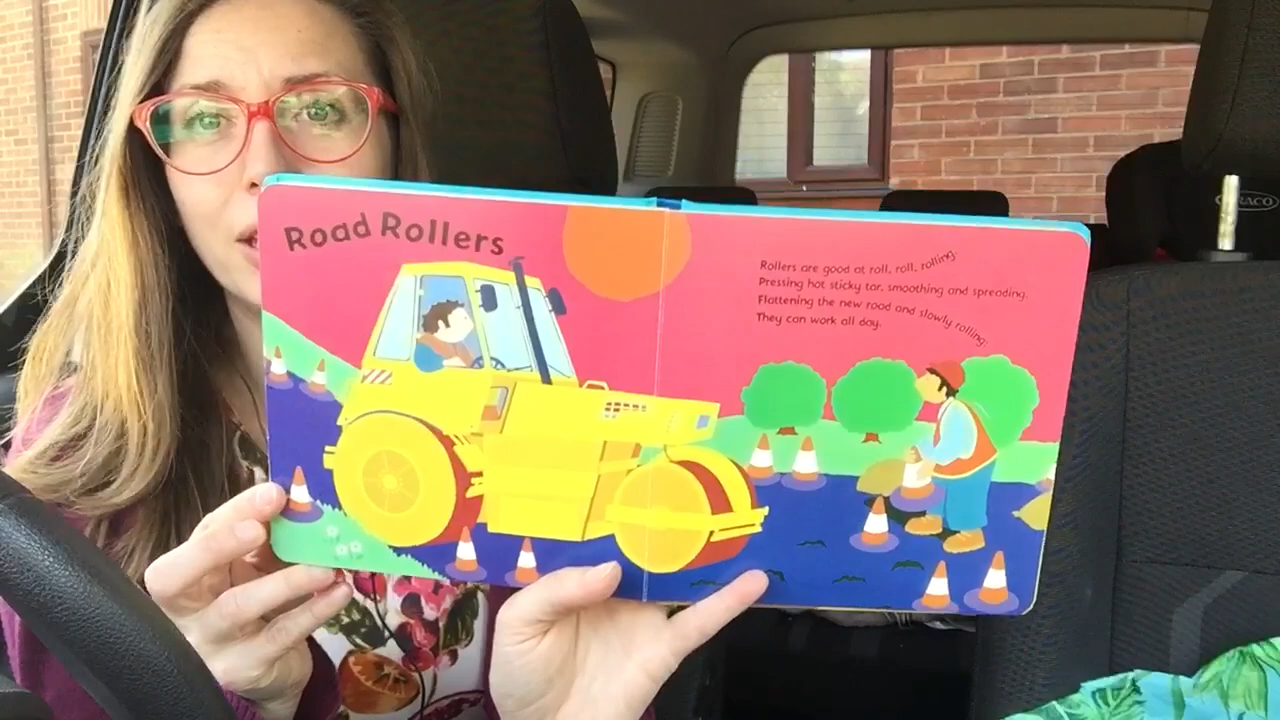 Road Rollers
Rollers are good at roll, roll, rolling.
Pressing hot sticky tar, smoothing and spreading.
Flattening the new road and slowly rolling:
They can work all day.